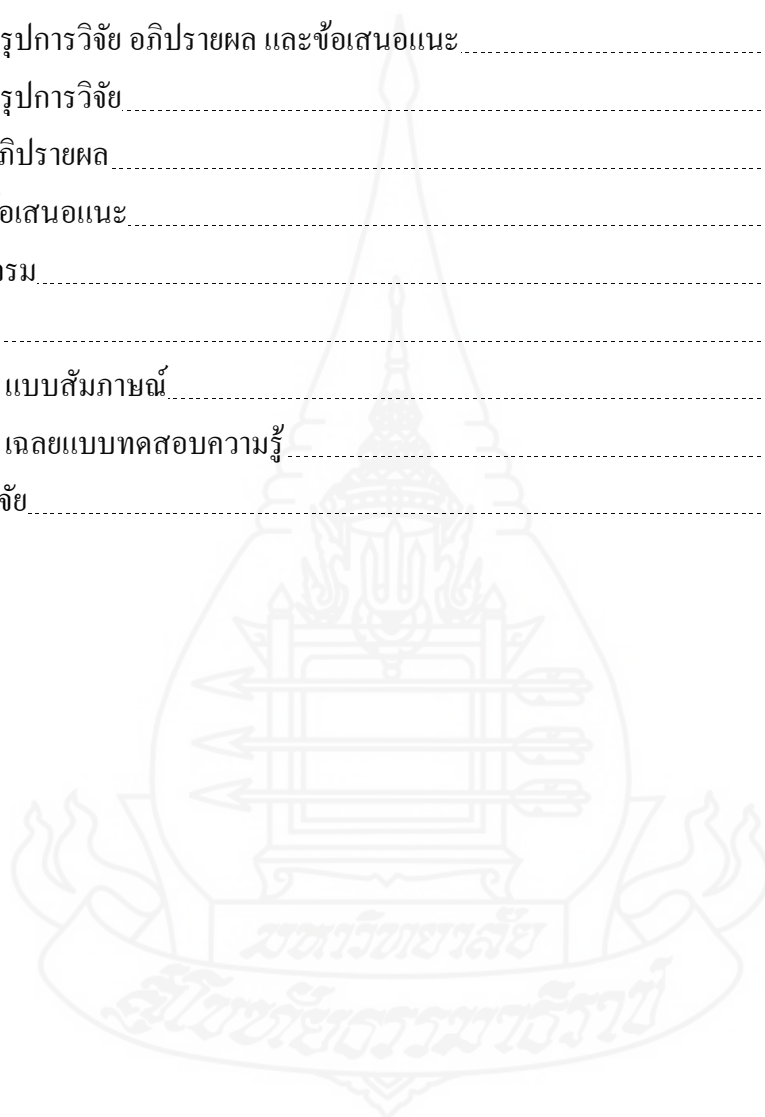 รุปการวิจัย อภิปรายผล และข้อเสนอแนะ
รุปการวิจัย
ภิปรายผล
อเสนอแนะ
กรม
แบบสัมภาษณ์
เฉลยแบบทดสอบความรู้
จัย
มหาวิทยาลัย
สุโขทัยธรรมาธิราช